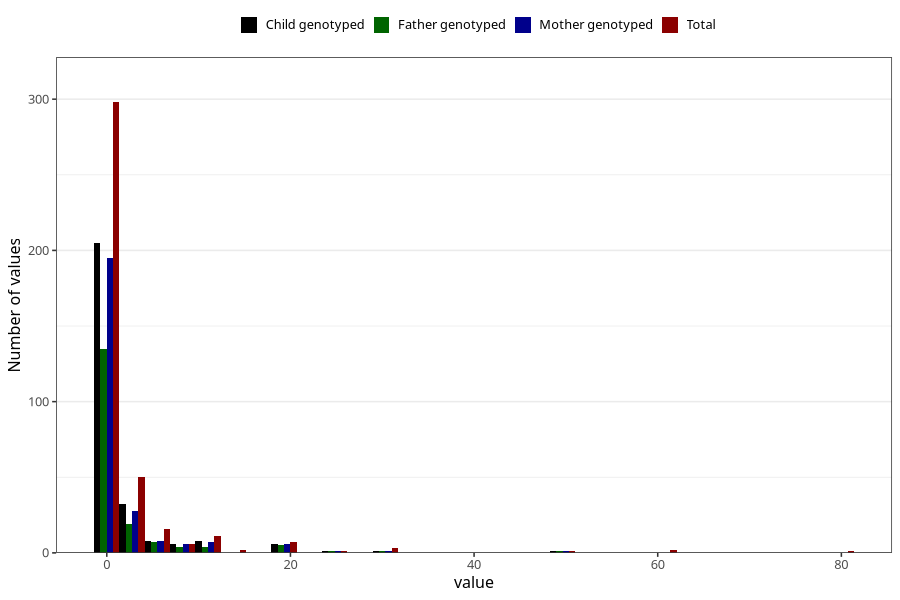 Child genotyped Father genotyped Mother genotyped Total
300
200
100
0
Number of values
0 20 40 60 80
value